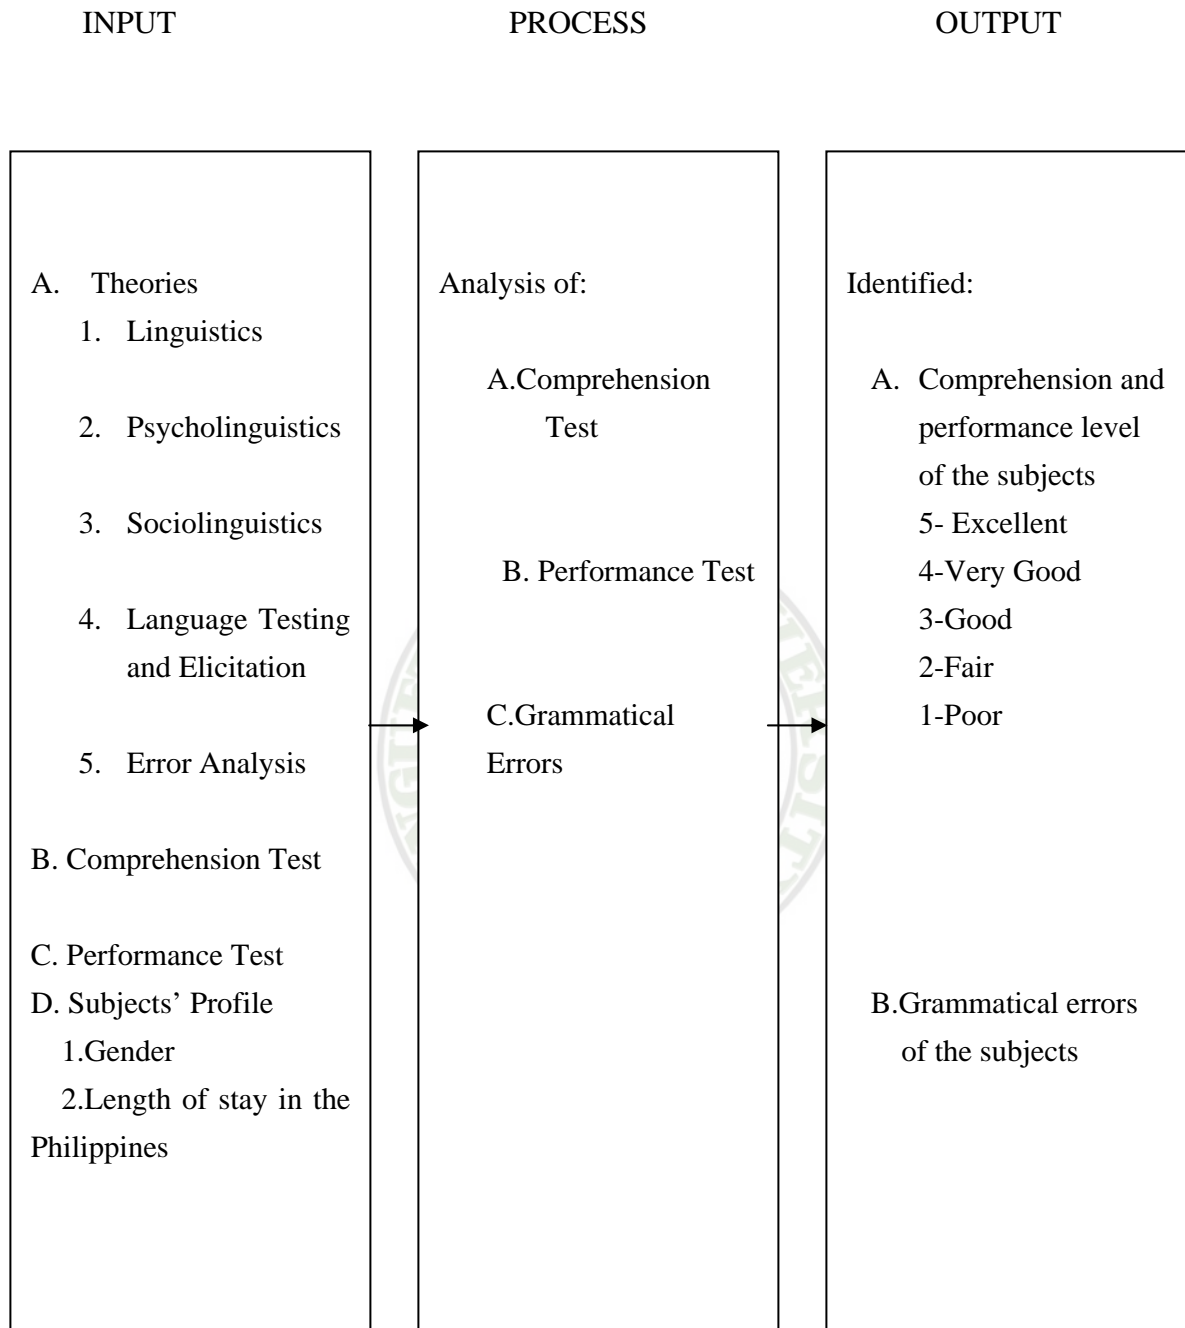 INPUT PROCESS OUTPUT
A. Theories
1. Linguistics
2. Psycholinguistics
3. Sociolinguistics
4. Language Testing
and Elicitation
5. Error Analysis
B. Comprehension Test
C. Performance Test
D. Subjects’ Profile
1.Gender
2.Length of stay in the
Philippines
Analysis of:
A.Comprehension
Test
B. Performance Test
C.Grammatical
Errors
Identified:
A. Comprehension and
performance level
of the subjects
5- Excellent
4-Very Good
3-Good
2-Fair
1-Poor
B.Grammatical errors
of the subjects